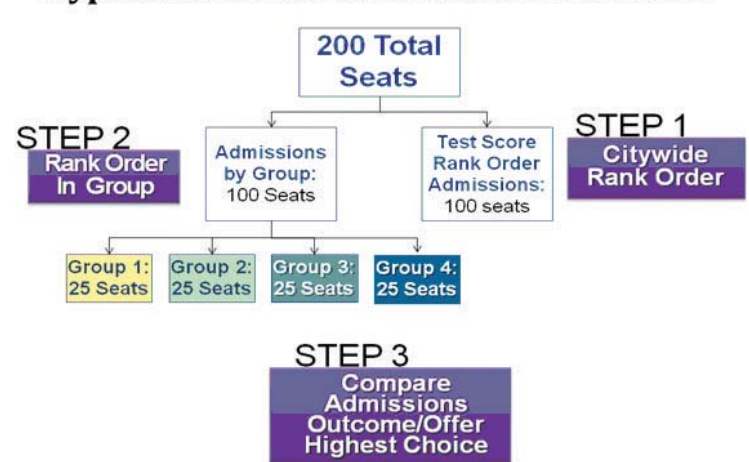 200 Total
Seats
STEP 2
Rank Order
In Group
Admissions
by Group:
100 Seats
Test Score
Rank Order
Admissions:
100 seats
STEP 1
Citywide
Rank Order
Group 1:
25 Seats
Group 2:
25 Seats
Group 3:
25 Seats
Group 4:
25 Seats
STEP 3
Compare
Admissions
Outcome/Offer
Highest Choice